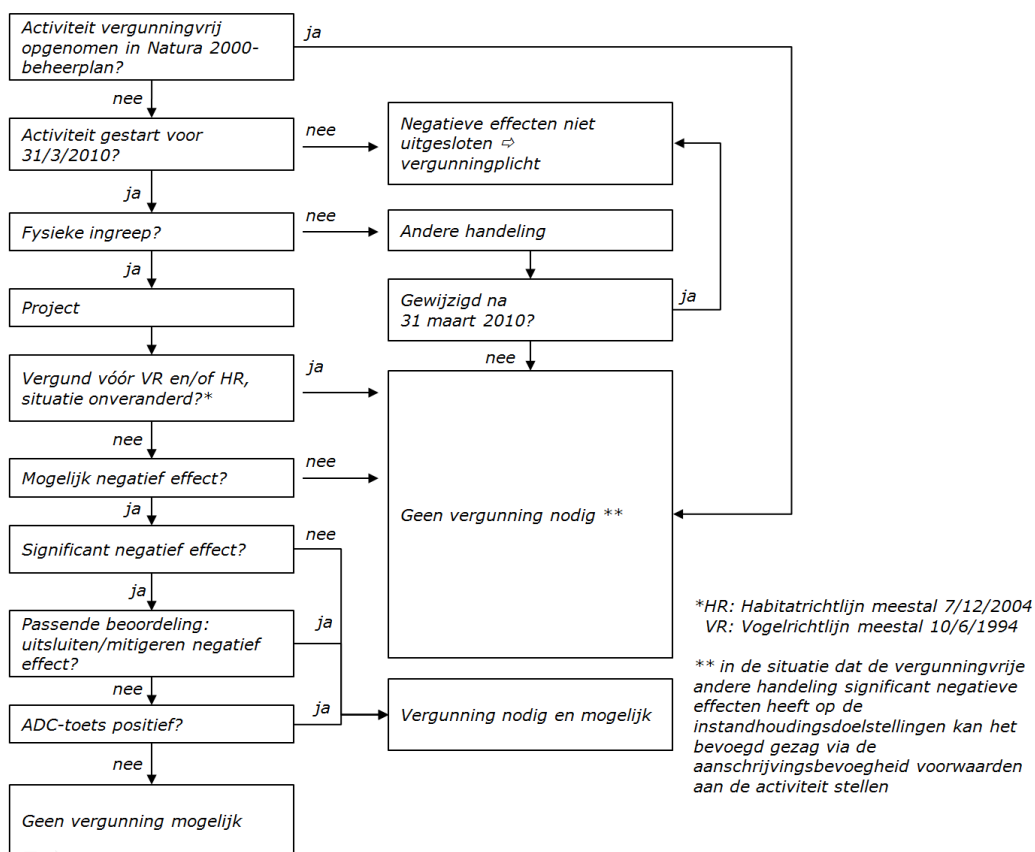 Activiteit vergunningvrij
opgenomen in Natura 2000-
beheerplan?
ja
nee
Activiteit gestart voor
31/3/2010?
nee
Negatieve effecten niet
uitgesloten ⇨
vergunningplicht
ja
Fysieke ingreep?
nee
Andere handeling
ja
Project
Gewijzigd na
31 maart 2010?
ja
nee
Vergund vóór VR en/of HR,
situatie onveranderd?*
ja
nee
Mogelijk negatief effect?
nee
Geen vergunning nodig **
ja
Significant negatief effect?
nee
ja
Passende beoordeling:
uitsluiten/mitigeren negatief
effect?
ja
nee
ADC-toets positief?
ja
Vergunning nodig en mogelijk
nee
Geen vergunning mogelijk
*HR: Habitatrichtlijn meestal 7/12/2004
VR: Vogelrichtlijn meestal 10/6/1994
** in de situatie dat de vergunningvrije
andere handeling significant negatieve
effecten heeft op de
instandhoudingsdoelstellingen kan het
bevoegd gezag via de
aanschrijvingsbevoegheid voorwaarden
aan de activiteit stellen